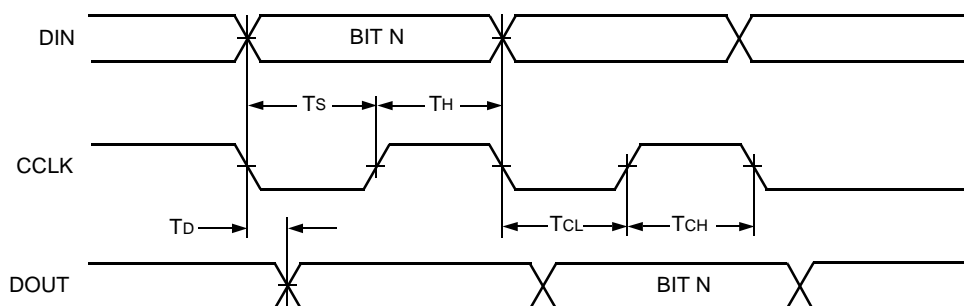 DIN BIT N
TS TH
CCLK
TD TCL TCH
DOUT BIT N